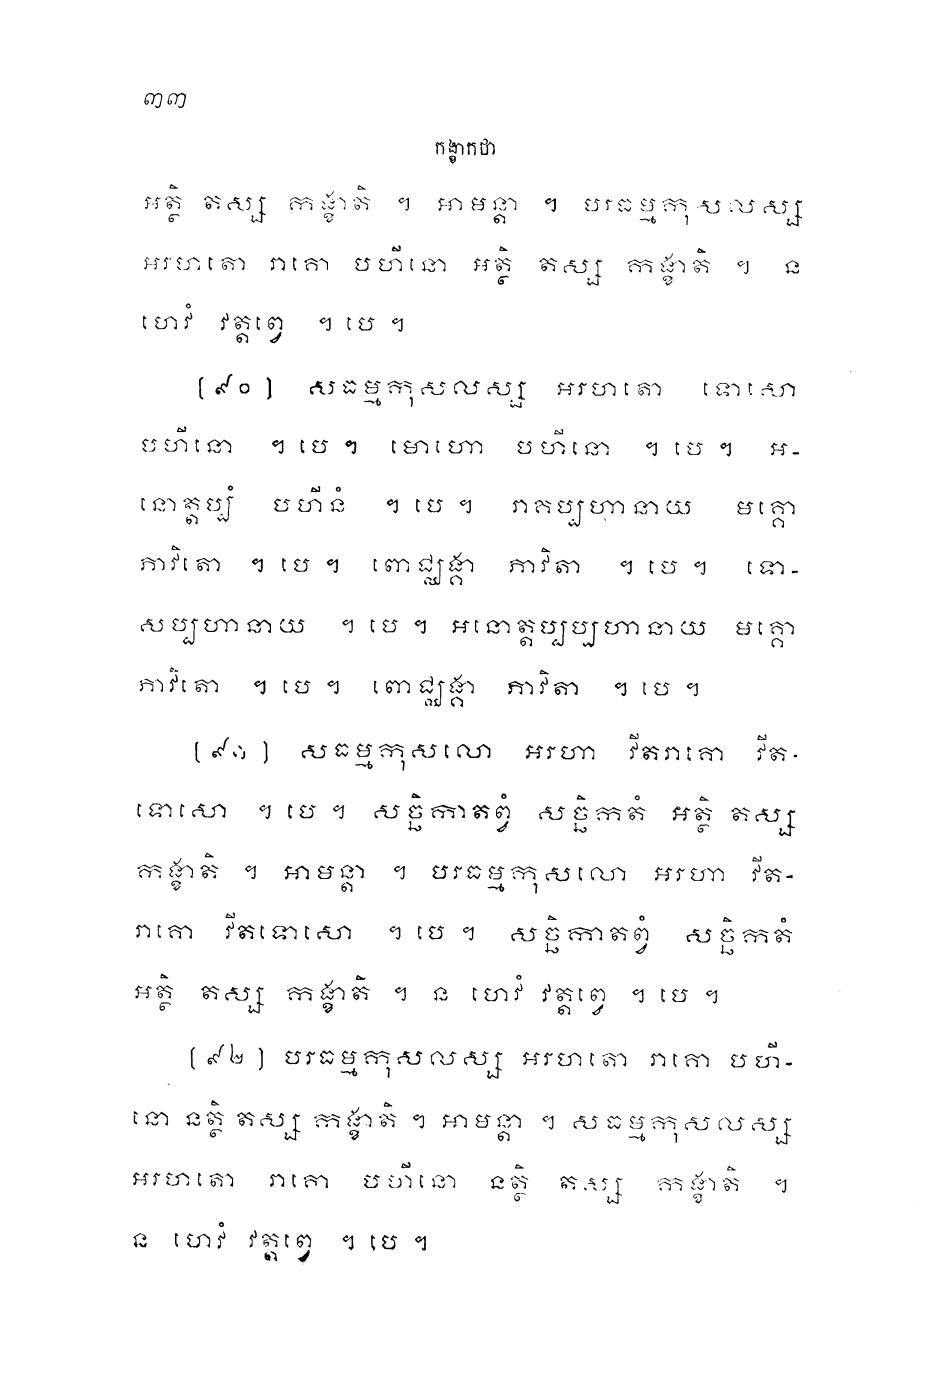 ៣៣
កង្ខាកថា
អត្ថិ តស្ស កង្ខាតិ ។ អាមន្តា ។ បរធម្មកុសលស្ស
អរហតោ រាគោ បហីនោ អត្ថិ តស្ស កង្ខាតិ ។ ន
ហេវំ វត្តព្វេ ។ បេ ។
(៩០) សធម្មកុសលស្ស អរហតោ ទោសោ
បហីនោ ។ បេ ។ មោហោ បហីនោ ។ បេ ។ អ-
នោត្តប្បំ បហីនំ ។ បេ ។ រាគប្បហានាយ មគ្គោ
ភាវិតោ ។ បេ ។ ពោជ្ឈង្គា ភាវិតា ។ បេ ។ ទោ-
សប្បហានាយ ។ បេ ។ អនោត្តប្បប្បហានាយ មគ្គោ
ភាវិតោ ។ បេ ។ ពោជ្ឈង្គា ភាវិតា ។ បេ ។
(៩១) សធម្មកុសលោ អរហា វីតរាគោ វីត-
ទោសោ ។ បេ ។ សច្ឆិកាតព្វំ សច្ឆិកតំ អត្ថិ តស្ស
កង្ខាតិ ។ អាមន្តា ។ បរធម្មកុសលោ អរហា វីត-
រាគោ វីតទោសោ ។ បេ ។ សច្ឆិកាតព្វំ សច្ឆិកតំ
អត្ថិ តស្ស កង្ខាតិ ។ ន ហេវំ វត្តព្វេ ។ បេ ។
(៩២) បរធម្មកុសលស្ស អរហតោ រាគោ បហី-
នោ នត្ថិ តស្ស កង្ខាតិ ។ អាមន្តា ។ សធម្មកុសលស្ស
អរហតោ រាគោ បហីនោ នត្ថិ តស្ស កង្ខាតិ ។
ន ហេវំ វត្តព្វេ ។ បេ ។